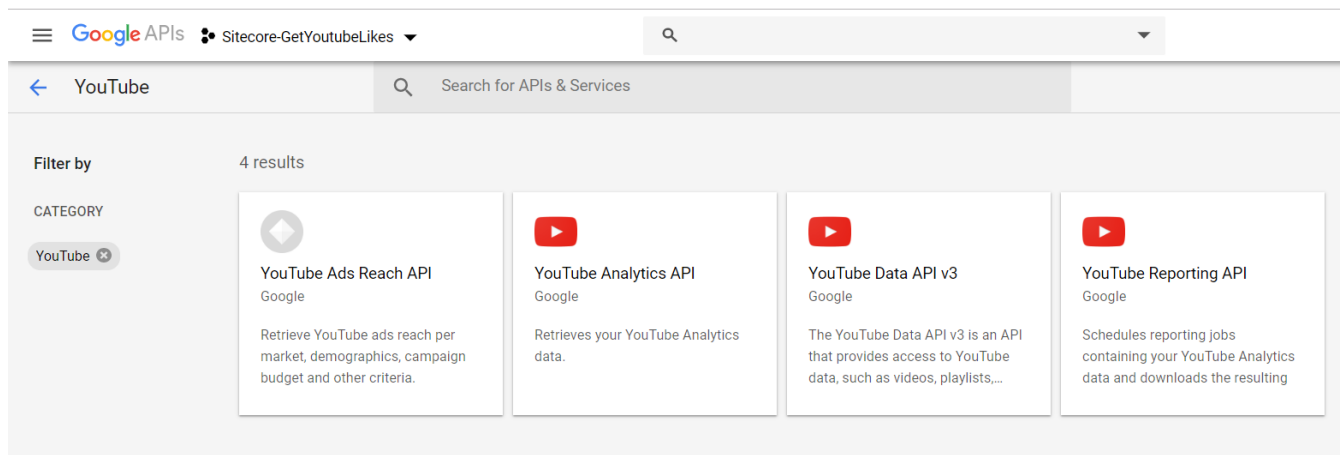 Google APIs Sitecore-GetYoutubeLikes
YouTube Search for APIs & Services
Filter by
4 results
CATEGORY
YouTube
YouTube Ads Reach API
Google
Retrieve YouTube ads reach per
market, demographics, campaign
budget and other criteria.
YouTube Analytics API
Google
Retrieves your YouTube Analytics
data.
YouTube Data API v3
Google
The YouTube Data API v3 is an API
that provides access to YouTube
data, such as videos, playlists,...
YouTube Reporting API
Google
Schedules reporting jobs
containing your YouTube Analytics
data and downloads the resulting